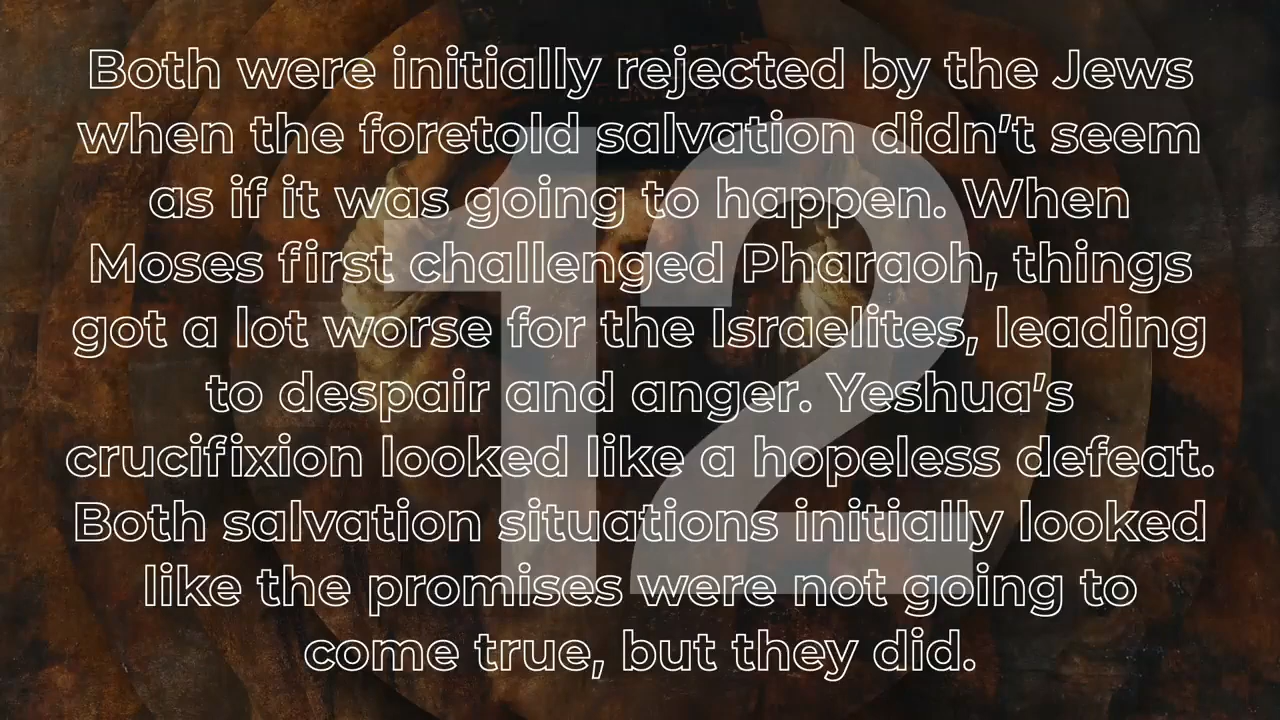 Both were initially rejected by the Jews
when the foretold salvation didn't seem
as if it was going to happen. When
Moses first challenged Pharaoh, things
got a lot worse for the Israelites, leading
to despair and anger. Yeshua's
crucifixion looked like a hopeless defeat.
Both salvation situations initially looked
like the promises were not going to
come true, but they did.
12